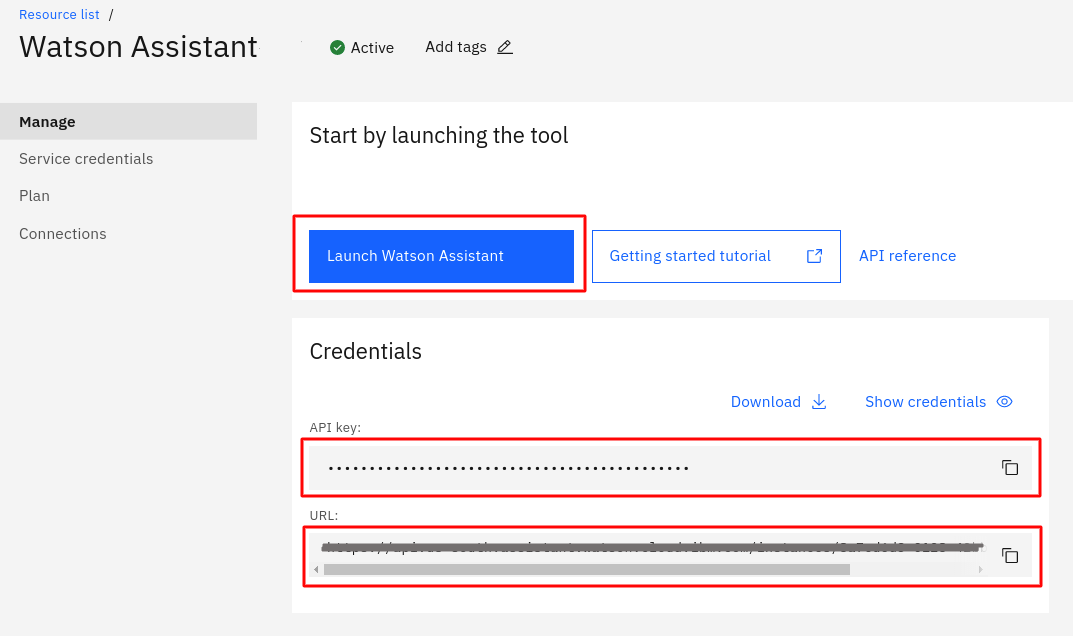 Resource list /
Watson Assistant
Active
Add tags
Manage
Service credentials
Plan
Connections
Start by launching the tool
Launch Watson Assistant
Getting started tutorial
API reference
Credentials
Download
Show credentials
API key:
••••••••••••••••••••••••••••••••••••••••••••
URL: